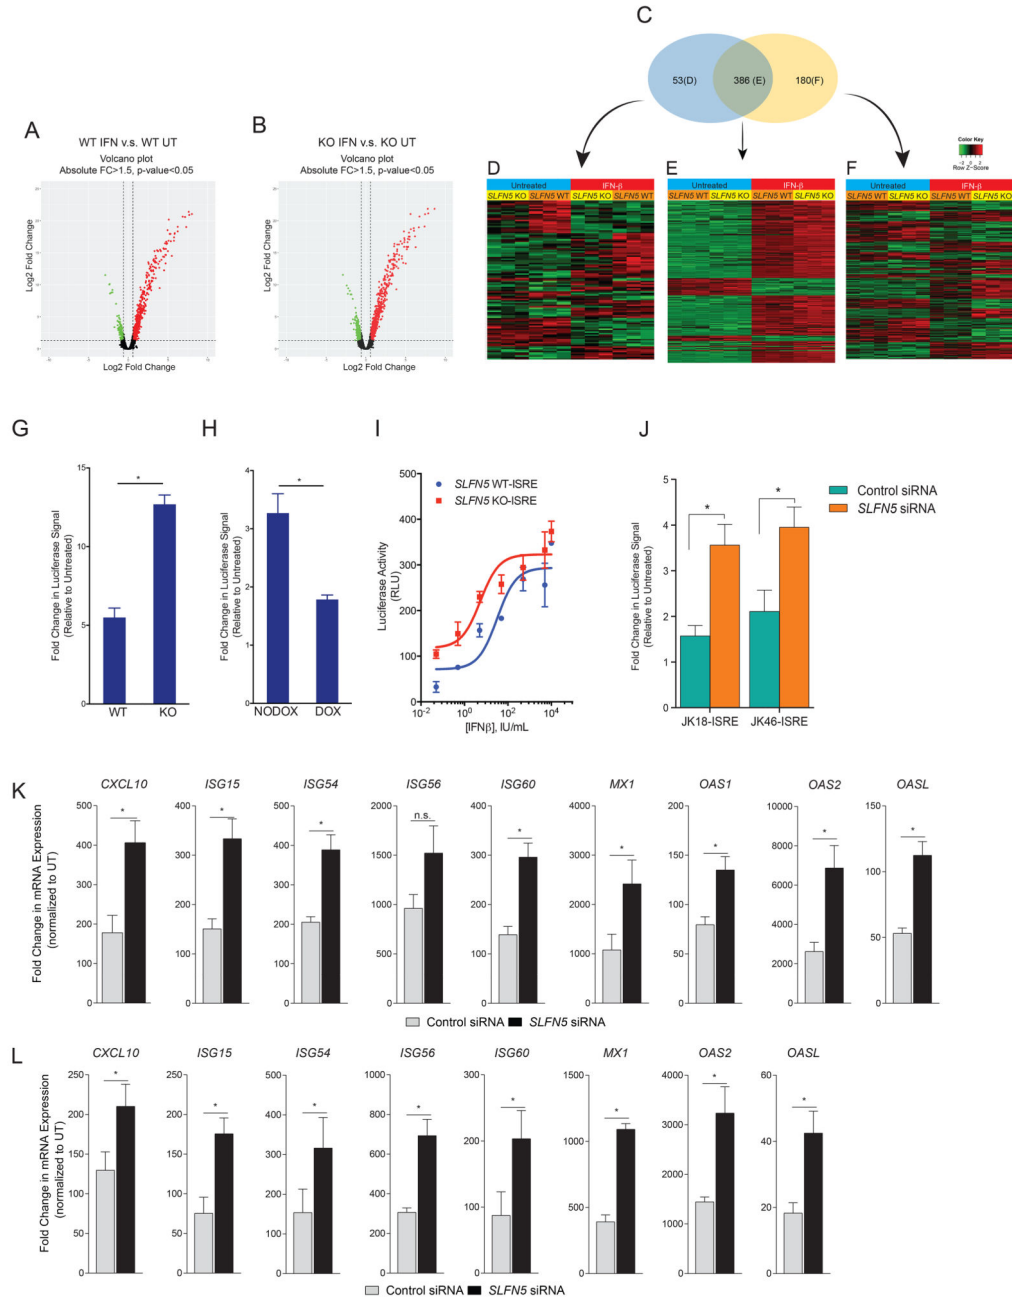 C
53(D)
386 (E)
180(F)
A
WT IFN v.s. WT UT
Volcano plot
Absolute FC>1.5, p-value<0.05
Log2 Fold Change
Log2 Fold Change
B
KO IFN v.s. KO UT
Volcano plot
Absolute FC>1.5, p-value<0.05
Log2 Fold Change
Log2 Fold Change
Color Key
Row Z-Score
D
Untreated IFN-β
SLFN5 KO SLFN5 WT SLFN5 KO SLFN5 WT
E
Untreated IFN-β
SLFN5 WT SLFN5 KO SLFN5 WT SLFN5 KO
F
Untreated IFN-β
SLFN5 WT SLFN5 KO SLFN5 WT SLFN5 KO
G
Fold Change in Luciferase Signal
(Relative to Untreated)
15
10
5
0
*
WT KO
H
Fold Change in Luciferase Signal
(Relative to Untreated)
4
3
2
1
0
*
NODOX DOX
I
Luciferase Activity
(RLU)
500
400
300
200
100
0
SLFN5 WT-ISRE
SLFN5 KO-ISRE
10⁻² 10⁰ 10² 10⁴
[IFNβ], IU/mL
J
Fold Change in Luciferase Signal
(Relative to Untreated)
5
4
3
2
1
0
* *
JK18-ISRE JK46-ISRE
Control siRNA
SLFN5 siRNA
K
Fold Change in mRNA Expression
(normalized to UT)
CXCL10 ISG15 ISG54 ISG56 ISG60 MX1 OAS1 OAS2 OASL
500 400 500 2000 400 4000 200 10000 150
400 300 400 1500 300 3000 150 8000 100
300 200 300 1000 200 2000 100 6000 50
200 100 200 500 100 1000 50 4000 0
100 0 100 0 0 0 0 2000
0 0 0
* * * n.s. * * * * *
Control siRNA SLFN5 siRNA
L
Fold Change in mRNA Expression
(normalized to UT)
CXCL10 ISG15 ISG54 ISG56 ISG60 MX1 OAS2 OASL
250 250 500 1000 300 1500 4000 60
200 200 400 800 200 1000 3000 40
150 150 300 600 100 500 2000 20
100 100 200 400 0 0 1000 0
50 50 100 200 0
0 0 0 0
* * * * * * * *
Control siRNA SLFN5 siRNA